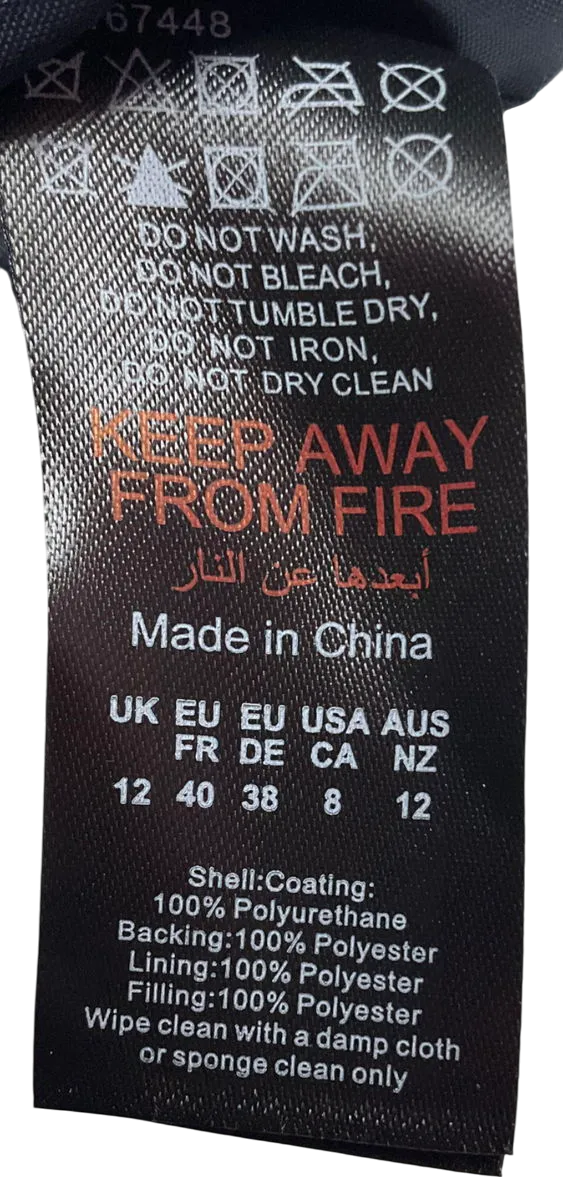 67448
DO NOT WASH,
DO NOT BLEACH,
DO NOT TUMBLE DRY,
DO NOT IRON,
DO NOT DRY CLEAN
KEEP AWAY
FROM FIRE
أبعدها عن النار
Made in China
UK EU EU USA AUS
FR DE CA NZ
12 40 38 8 12
Shell:Coating:
100% Polyurethane
Backing:100% Polyester
Lining:100% Polyester
Filling:100% Polyester
Wipe clean with a damp cloth
or sponge clean only